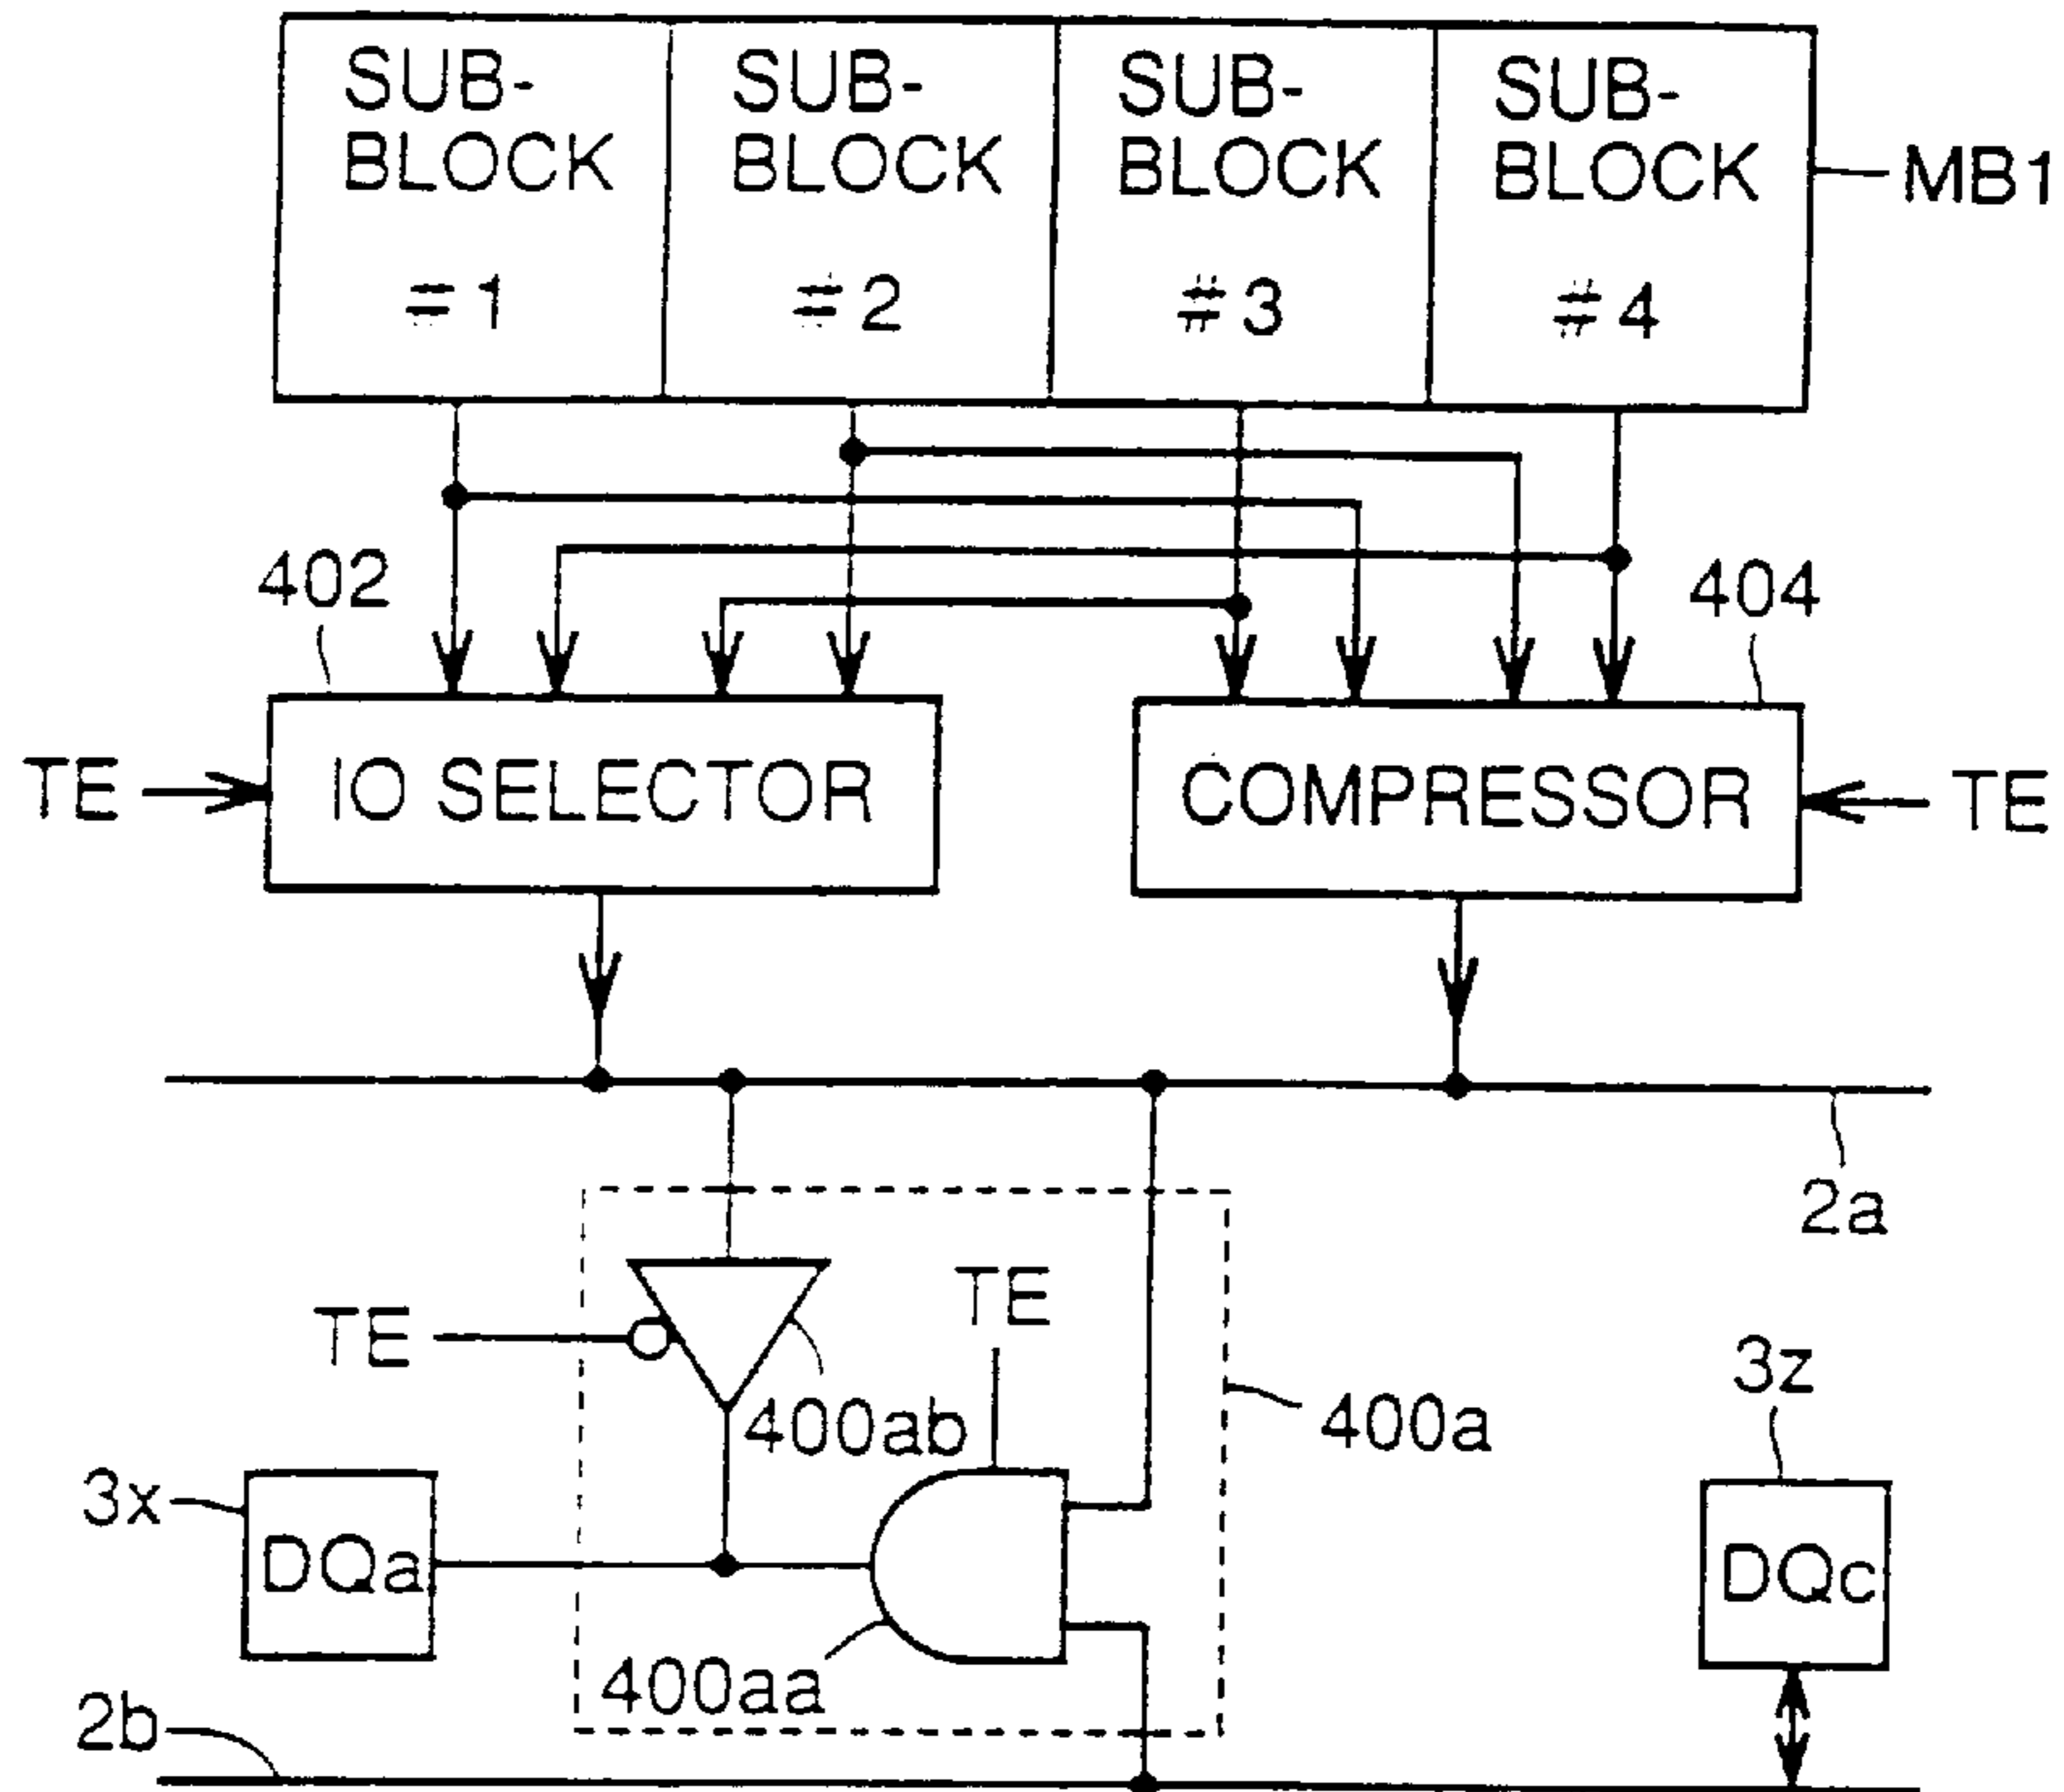 SUB-BLOCK #1
SUB-BLOCK #2
SUB-BLOCK #3
SUB-BLOCK #4
MB1
402
404
TE
IO SELECTOR
COMPRESSOR
TE
2a
TE
TE
3z
400ab
400a
3x
DQa
DQc
400aa
2b